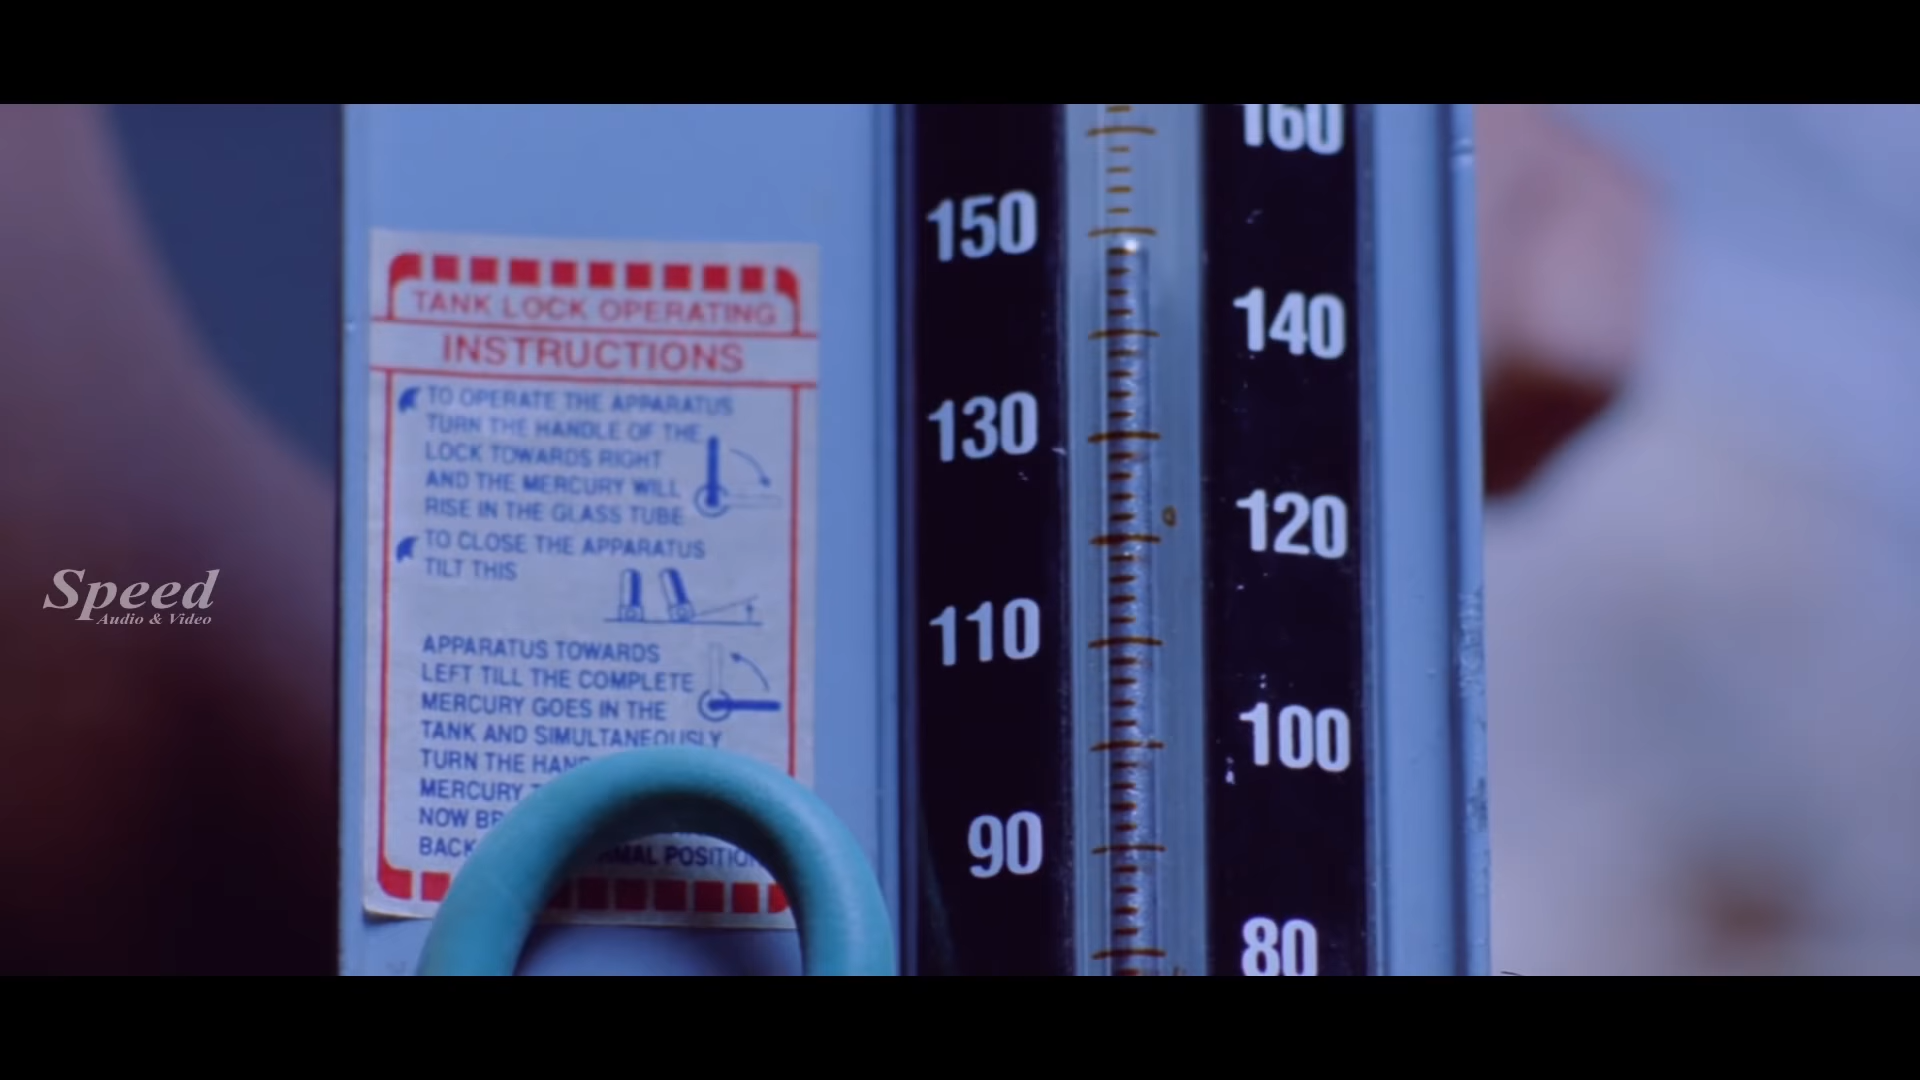 TANK LOCK OPERATING
INSTRUCTIONS
TO OPERATE THE APPARATUS
TURN THE HANDLE OF THE
LOCK TOWARDS RIGHT
AND THE MERCURY WILL
RISE IN THE GLASS TUBE
TO CLOSE THE APPARATUS
TILT THIS
APPARATUS TOWARDS
LEFT TILL THE COMPLETE
MERCURY GOES IN THE
TANK AND SIMULTANEOUSLY
TURN THE
MERCURY
NOW
BACK POSITION
160
150
140
130
120
110
100
90
80
Speed
Audio & Video